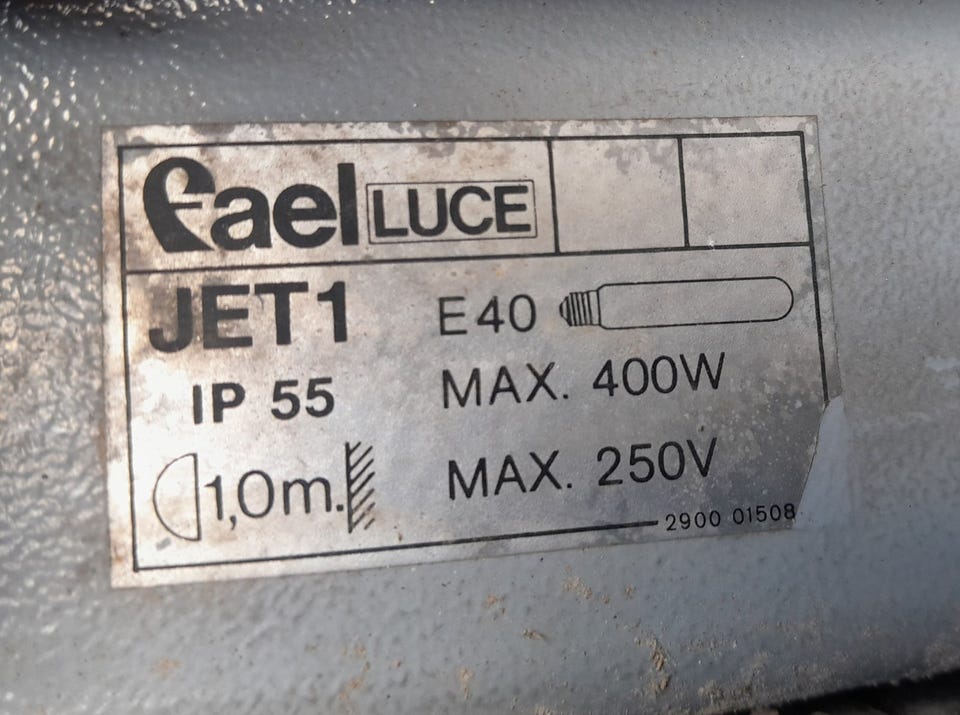 fael LUCE
JET1 E40
IP 55 MAX. 400W
1,0m. MAX. 250V
2900 01508